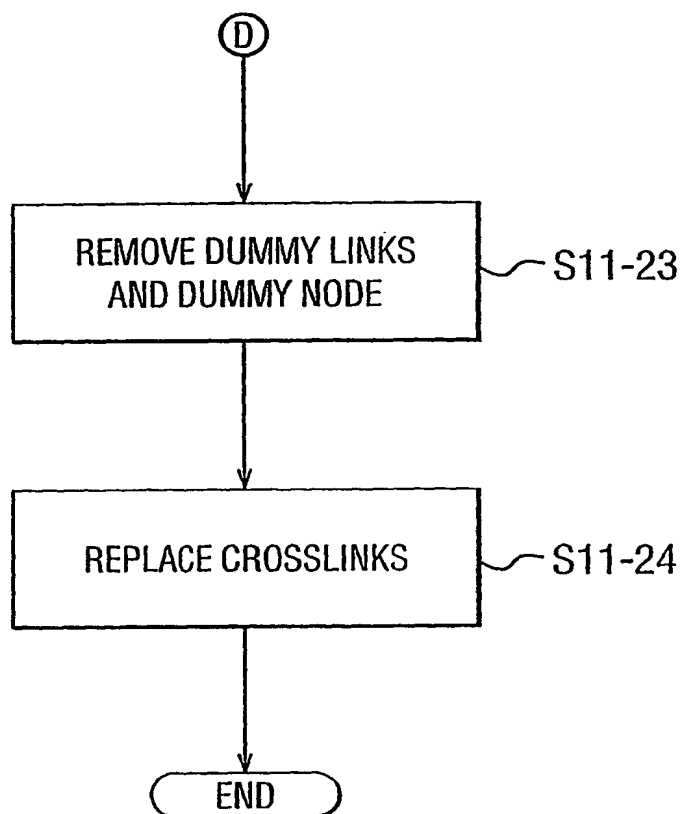 D
REMOVE DUMMY LINKS
AND DUMMY NODE
S11-23
REPLACE CROSSLINKS
S11-24
END